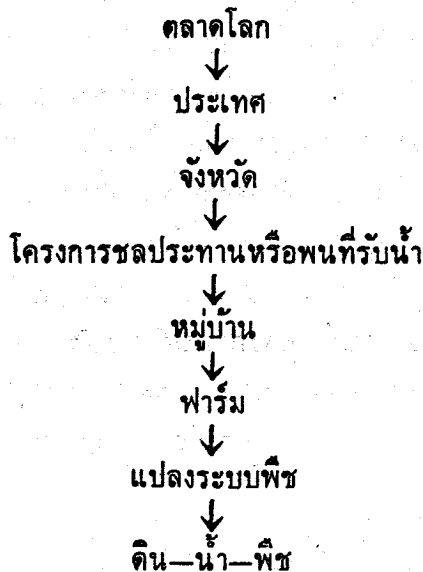 ตลาดโลก
↓
ประเทศ
↓
จังหวัด
↓
โครงการชลประทานหรือพนที่รับน้ำ
↓
หมู่บ้าน
↓
ฟาร์ม
↓
แปลงระบบพืช
↓
ดิน—น้ำ—พืช